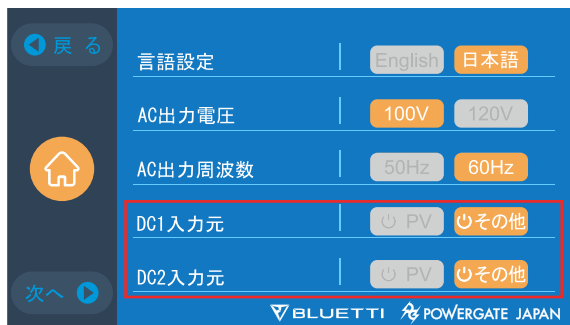 戻る
言語設定 English 日本語
AC出力電圧 100V 120V
AC出力周波数 50Hz 60Hz
DC1入力元 PV その他
DC2入力元 PV その他
次へ
BLUETTI POWERGATE JAPAN